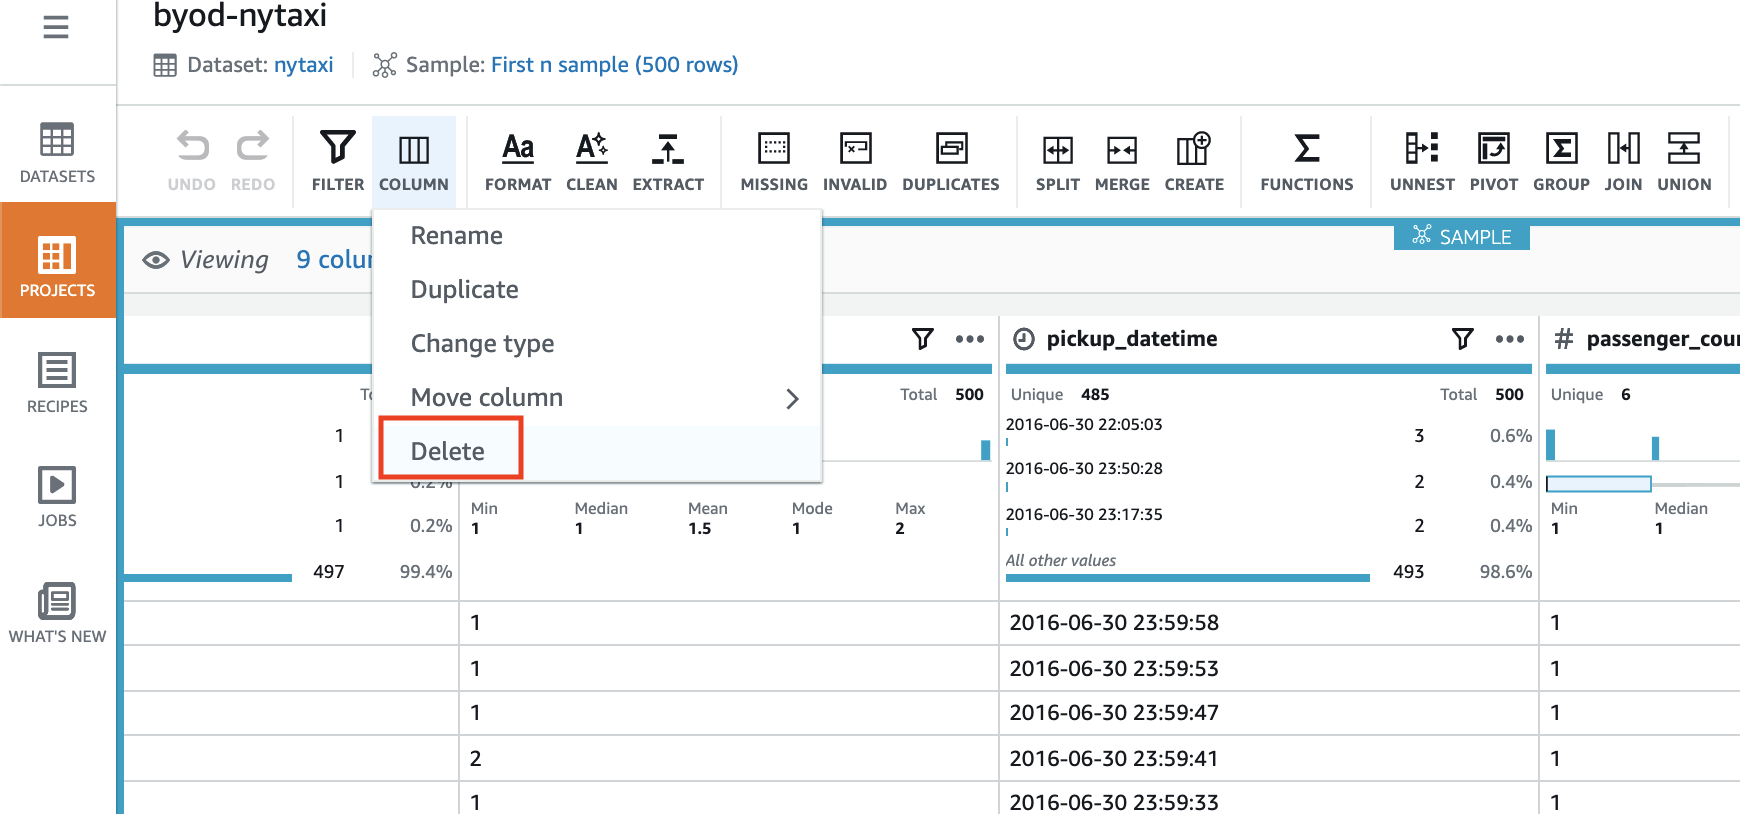 byod-nytaxi
Dataset: nytaxi
Sample: First n sample (500 rows)
DATASETS
PROJECTS
RECIPES
JOBS
WHAT'S NEW
UNDO REDO FILTER COLUMN FORMAT CLEAN EXTRACT MISSING INVALID DUPLICATES SPLIT MERGE CREATE FUNCTIONS UNNEST PIVOT GROUP JOIN UNION
Rename
Duplicate
Change type
Move column
Delete
Viewing 9 colu
SAMPLE
1
1 0.2%
1 0.2%
497 99.4%
Total 500
Min Median Mean Mode Max
1 1 1.5 1 2
pickup_datetime
Unique 485 Total 500
2016-06-30 22:05:03 3 0.6%
2016-06-30 23:50:28 2 0.4%
2016-06-30 23:17:35 2 0.4%
All other values 493 98.6%
# passenger_cou
Unique 6
Min Median
1 1
1 2016-06-30 23:59:58 1
1 2016-06-30 23:59:53 1
1 2016-06-30 23:59:47 1
2 2016-06-30 23:59:41 1
1 2016-06-30 23:59:33 1